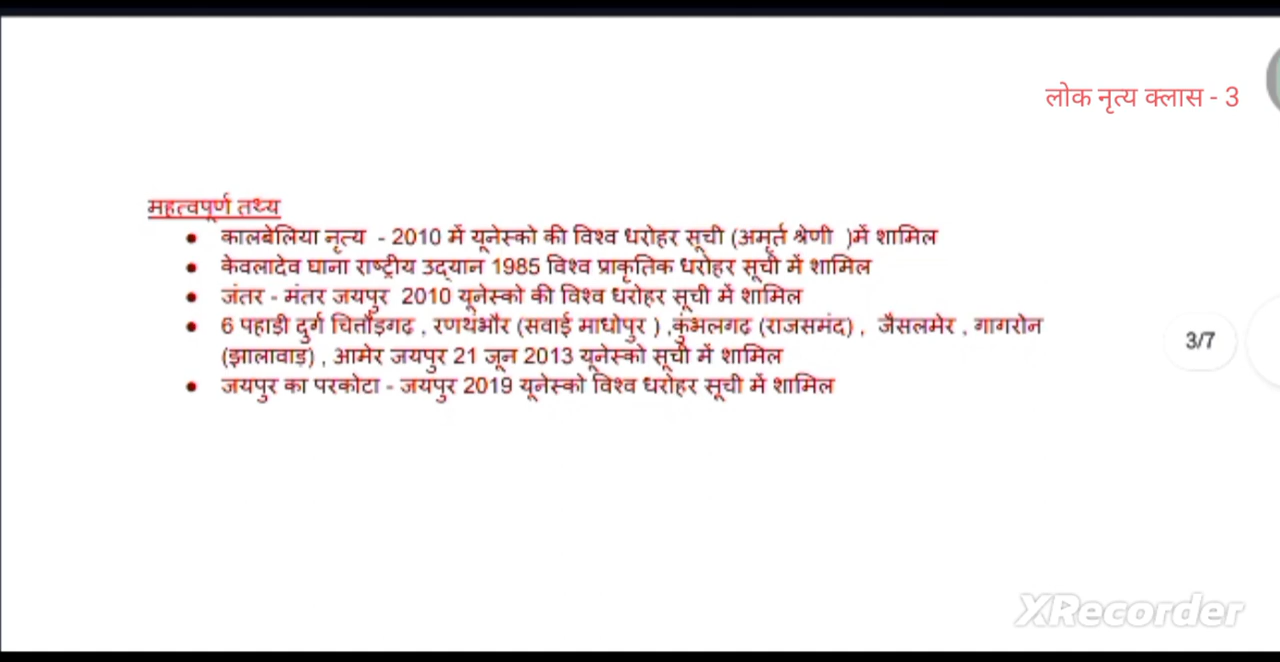 लोक नृत्य क्लास - 3
महत्वपूर्ण तथ्य
● कालबेलिया नृत्य - 2010 में यूनेस्को की विश्व धरोहर सूची (अमूर्त श्रेणी )में शामिल
● केवलादेव घाना राष्ट्रीय उद्यान 1985 विश्व प्राकृतिक धरोहर सूची में शामिल
● जंतर - मंतर जयपुर 2010 यूनेस्को की विश्व धरोहर सूची में शामिल
● 6 पहाडी दुर्ग चित्तौड़गढ , रणथंभौर (सवाई माधोपुर ) ,कुंभलगढ (राजसमंद) , जैसलमेर , गागरोन
(झालावाड) , आमेर जयपुर 21 जून 2013 यूनेस्को सूची में शामिल
3/7
● जयपुर का परकोटा - जयपुर 2019 यूनेस्को विश्व धरोहर सूची में शामिल
XRecorder